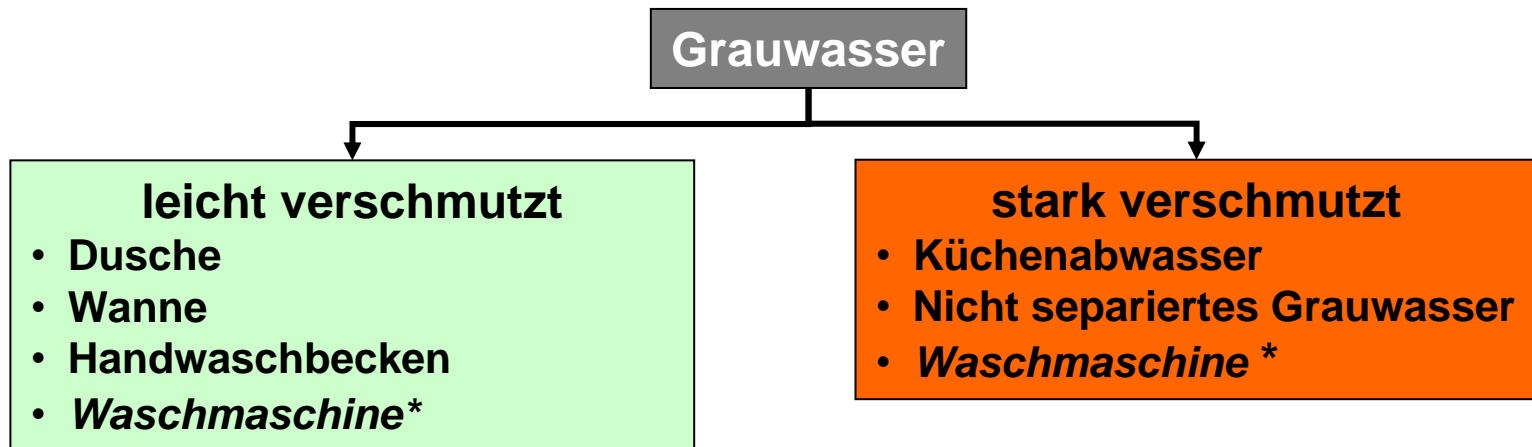 Grauwasser
leicht verschmutzt
• Dusche
• Wanne
• Handwaschbecken
• Waschmaschine*
stark verschmutzt
• Küchenabwasser
• Nicht separiertes Grauwasser
• Waschmaschine *